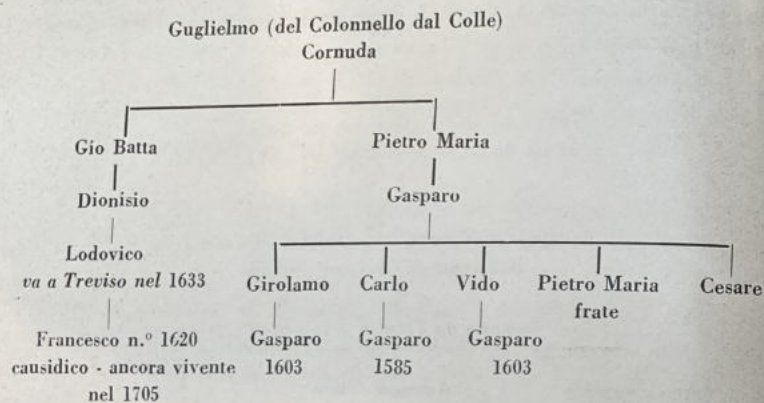 Guglielmo (del Colonnello dal Colle)
Cornuda
Gio Batta Pietro Maria
Dionisio Gasparo
Lodovico
va a Treviso nel 1633 Girolamo Carlo Vido Pietro Maria Cesare
frate
Francesco n.º 1620 Gasparo Gasparo Gasparo
causidico - ancora vivente 1603 1585 1603
nel 1705